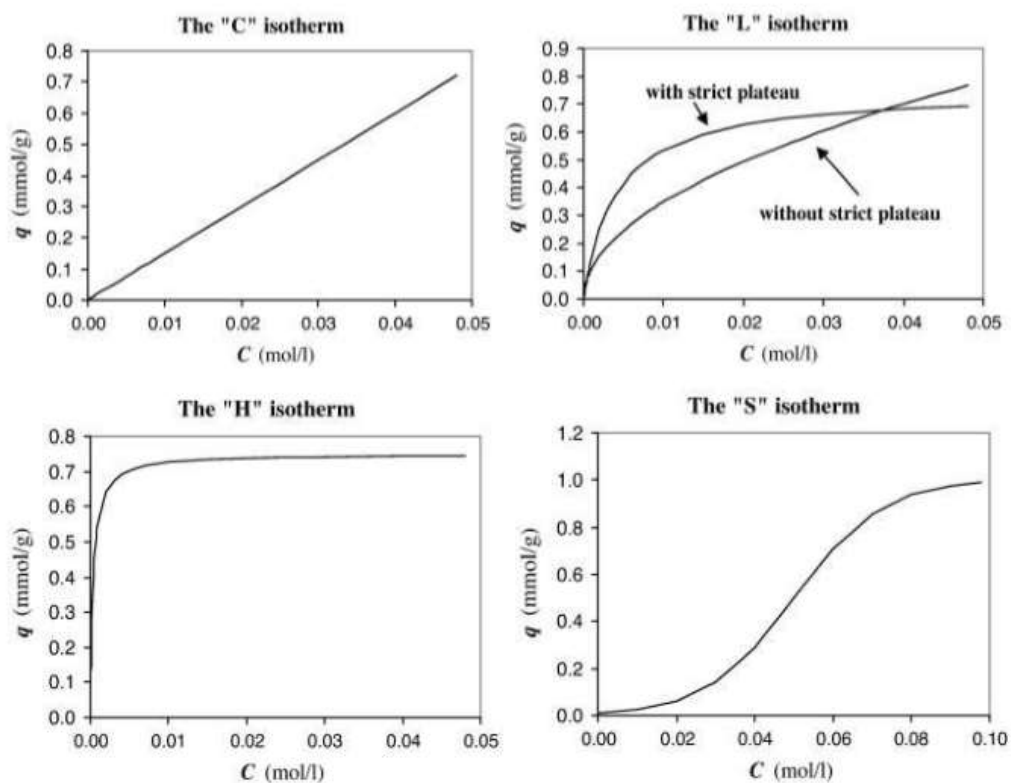 The "C" isotherm
0.8
0.7
0.6
0.5
0.4
0.3
0.2
0.1
0.0
q (mmol/g)
0.00 0.01 0.02 0.03 0.04 0.05
C (mol/l)
The "L" isotherm
0.9
0.8
0.7
0.6
0.5
0.4
0.3
0.2
0.1
0.0
q (mmol/g)
with strict plateau
without strict plateau
0.00 0.01 0.02 0.03 0.04 0.05
C (mol/l)
The "H" isotherm
0.8
0.7
0.6
0.5
0.4
0.3
0.2
0.1
0.0
q (mmol/g)
0.00 0.01 0.02 0.03 0.04 0.05
C (mol/l)
The "S" isotherm
1.2
1.0
0.8
0.6
0.4
0.2
0.0
q (mmol/g)
0.00 0.02 0.04 0.06 0.08 0.10
C (mol/l)